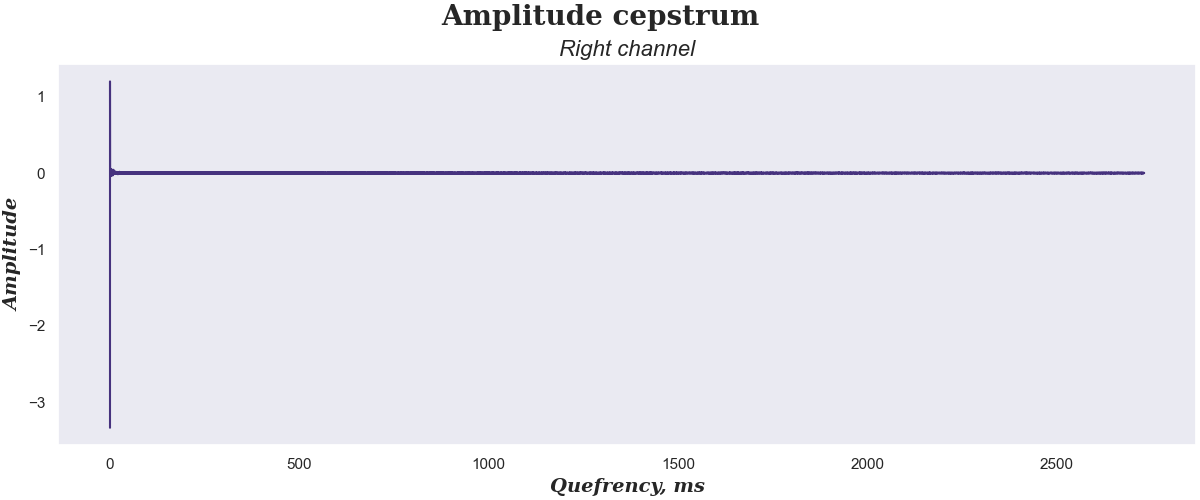 Amplitude cepstrum
Right channel
Amplitude
1
0
−1
−2
−3
0 500 1000 1500 2000 2500
Quefrency, ms